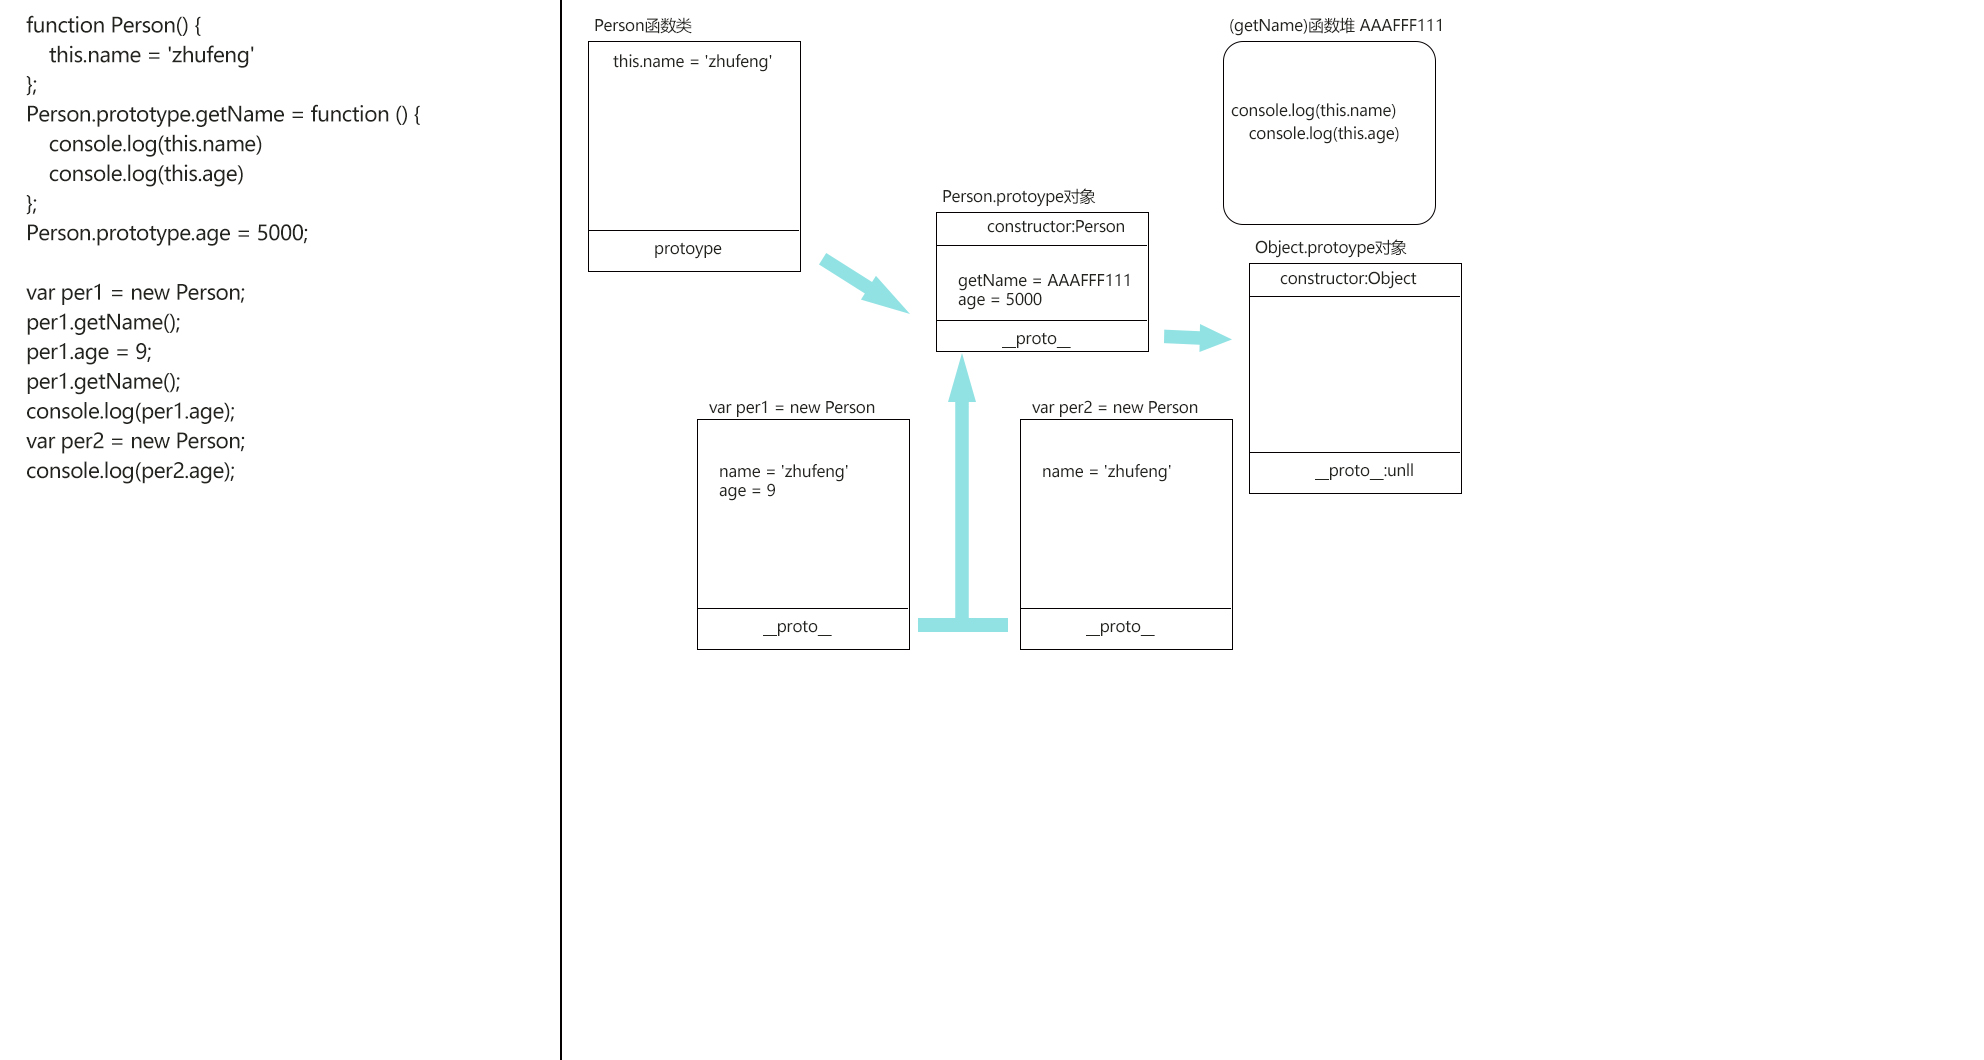 function Person() {
this.name = 'zhufeng'
};
Person.prototype.getName = function () {
console.log(this.name)
console.log(this.age)
};
Person.prototype.age = 5000;
var per1 = new Person;
per1.getName();
per1.age = 9;
per1.getName();
console.log(per1.age);
var per2 = new Person;
console.log(per2.age);
Person函数类
this.name = 'zhufeng'
protoype
(getName)函数堆 AAAFFF111
console.log(this.name)
console.log(this.age)
Person.protoype对象
constructor:Person
getName = AAAFFF111
age = 5000
__proto__
Object.protoype对象
constructor:Object
__proto__:unll
var per1 = new Person
name = 'zhufeng'
age = 9
__proto__
var per2 = new Person
name = 'zhufeng'
__proto__